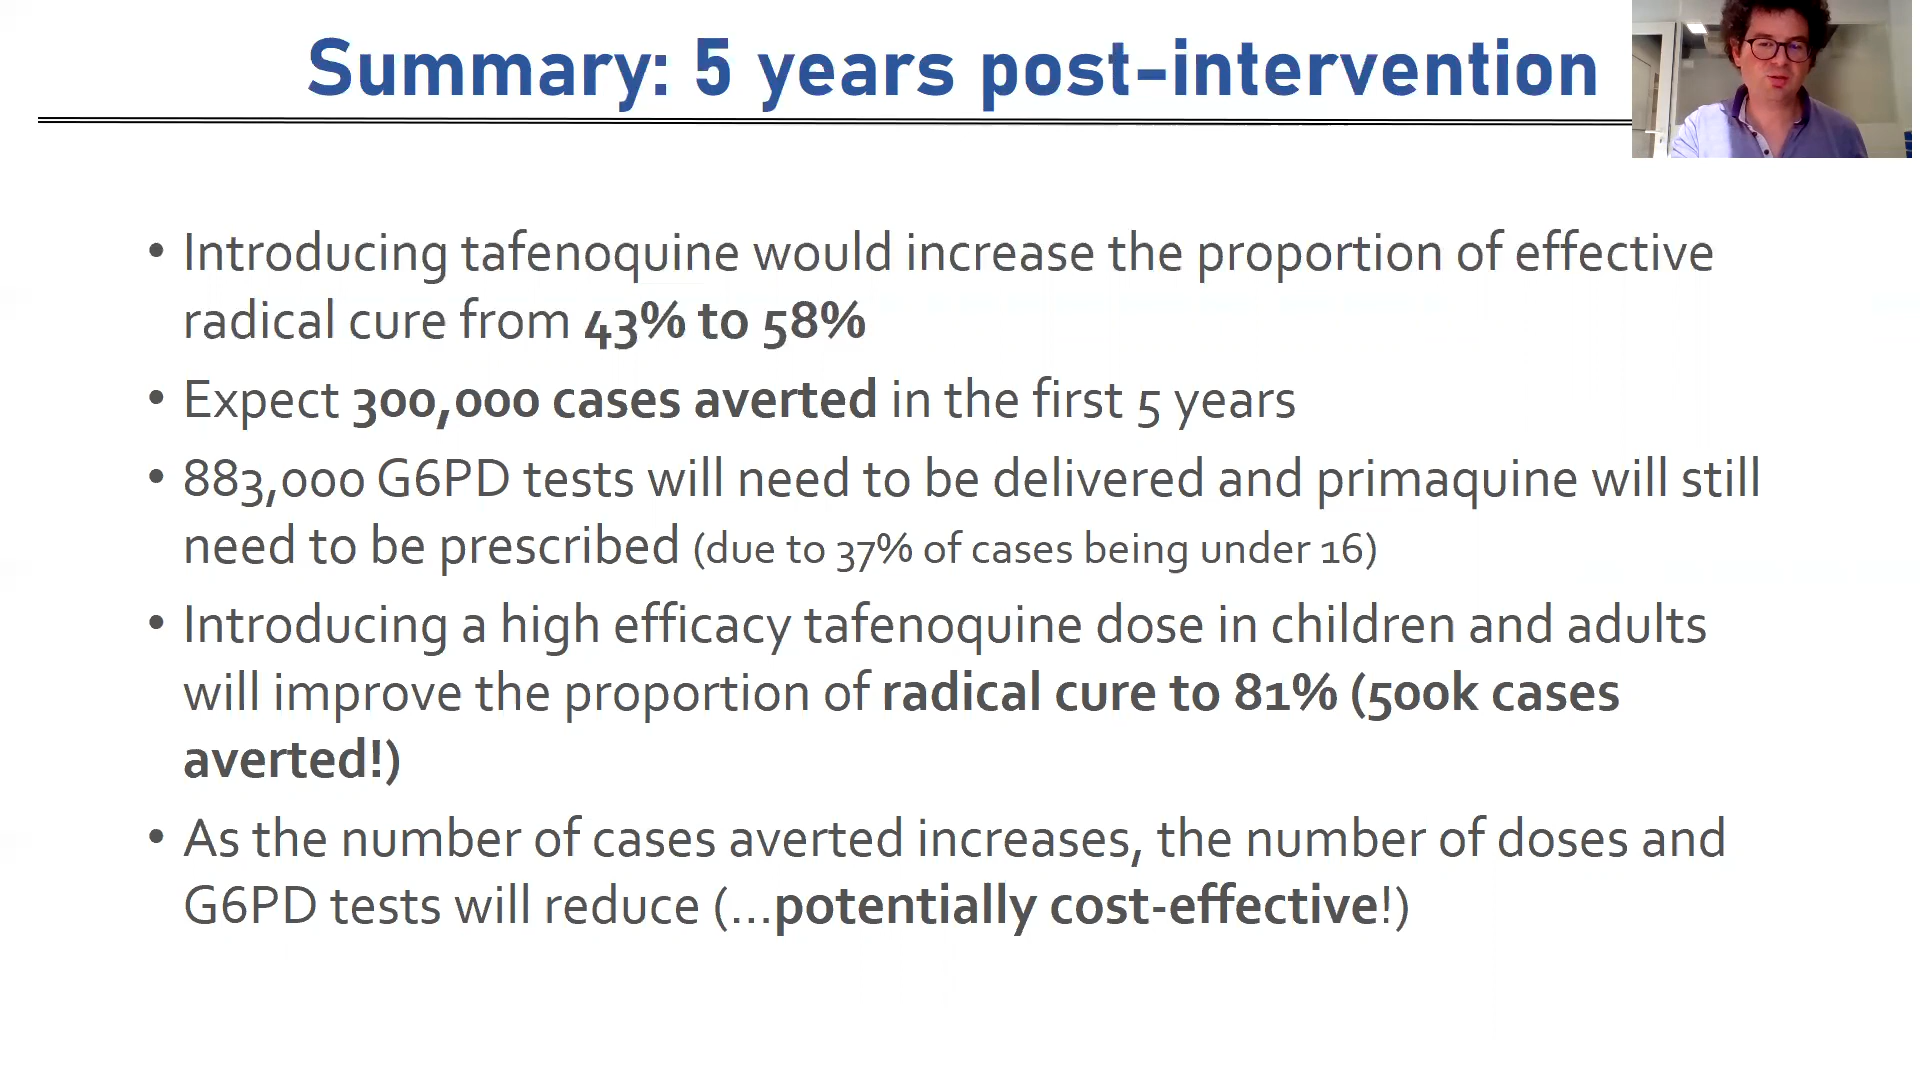 Summary: 5 years post-intervention
• Introducing tafenoquine would increase the proportion of effective
radical cure from 43% to 58%
• Expect 300,000 cases averted in the first 5 years
• 883,000 G6PD tests will need to be delivered and primaquine will still
need to be prescribed (due to 37% of cases being under 16)
• Introducing a high efficacy tafenoquine dose in children and adults
will improve the proportion of radical cure to 81% (500k cases
averted!)
• As the number of cases averted increases, the number of doses and
G6PD tests will reduce (...potentially cost-effective!)